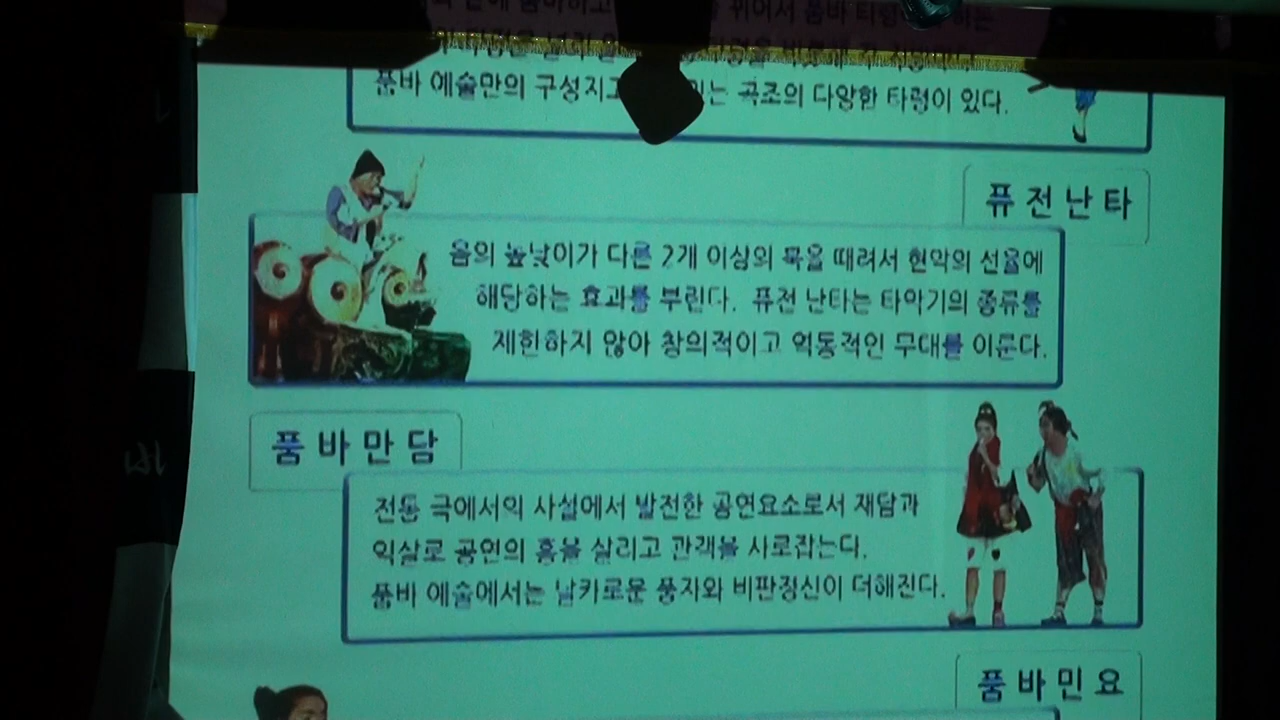 품바 예술만의 구성지고 곡조의 다양한 타령이 있다.
퓨전난타
음의 높낮이가 다른 2개 이상의 북을 때려서 현악의 선율에
해당하는 효과를 부린다. 퓨전 난타는 타악기의 종류를
제한하지 않아 창의적이고 역동적인 무대를 이룬다.
품바만담
전통 극에서의 사설에서 발전한 공연요소로서 재담과
익살로 공연의 흥을 살리고 관객을 사로잡는다.
품바 예술에서는 날카로운 풍자와 비판정신이 더해진다.
품바민요